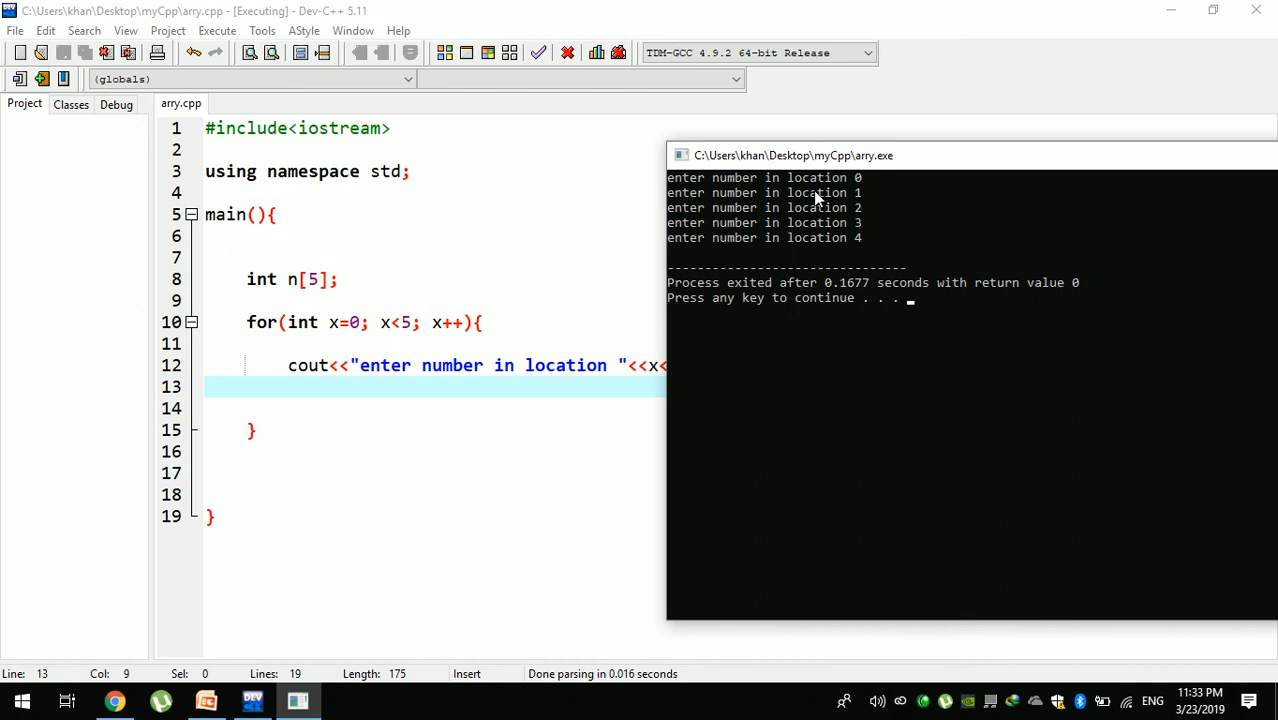 C:\Users\khan\Desktop\myCpp\arry.cpp - [Executing] - Dev-C++ 5.11
File Edit Search View Project Execute Tools AStyle Window Help
TDM-GCC 4.9.2 64-bit Release
(globals)
Project Classes Debug arry.cpp
1 #include<iostream>
2
3 using namespace std;
4
5 main(){
6
7
8 int n[5];
9
10 for(int x=0; x<5; x++){
11
12 cout<<"enter number in location "<<x<
13
14
15 }
16
17
18
19 }
C:\Users\khan\Desktop\myCpp\arry.exe
enter number in location 0
enter number in location 1
enter number in location 2
enter number in location 3
enter number in location 4
--------------------------------
Process exited after 0.1677 seconds with return value 0
Press any key to continue . . . _
Line: 13 Col: 9 Sel: 0 Lines: 19 Length: 175 Insert Done parsing in 0.016 seconds
DEV
ENG
11:33 PM
3/23/2019